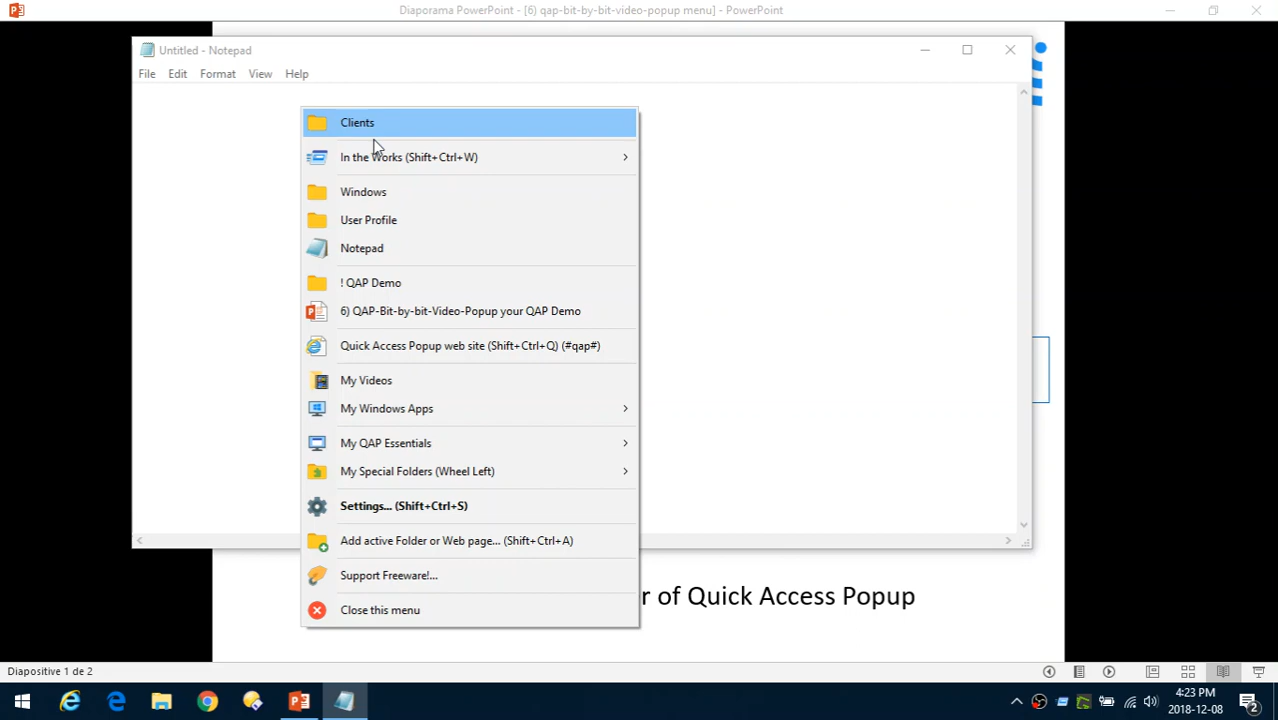 Diaporama PowerPoint - [6) qap-bit-by-bit-video-popup menu] - PowerPoint
Untitled - Notepad
File Edit Format View Help
Clients
In the Works (Shift+Ctrl+W)
Windows
User Profile
Notepad
! QAP Demo
6) QAP-Bit-by-bit-Video-Popup your QAP Demo
Quick Access Popup web site (Shift+Ctrl+Q) (#qap#)
My Videos
My Windows Apps
My QAP Essentials
My Special Folders (Wheel Left)
Settings... (Shift+Ctrl+S)
Add active Folder or Web page... (Shift+Ctrl+A)
Support Freeware!...
Close this menu
r of Quick Access Popup
Diapositive 1 de 2
4:23 PM
2018-12-08
2